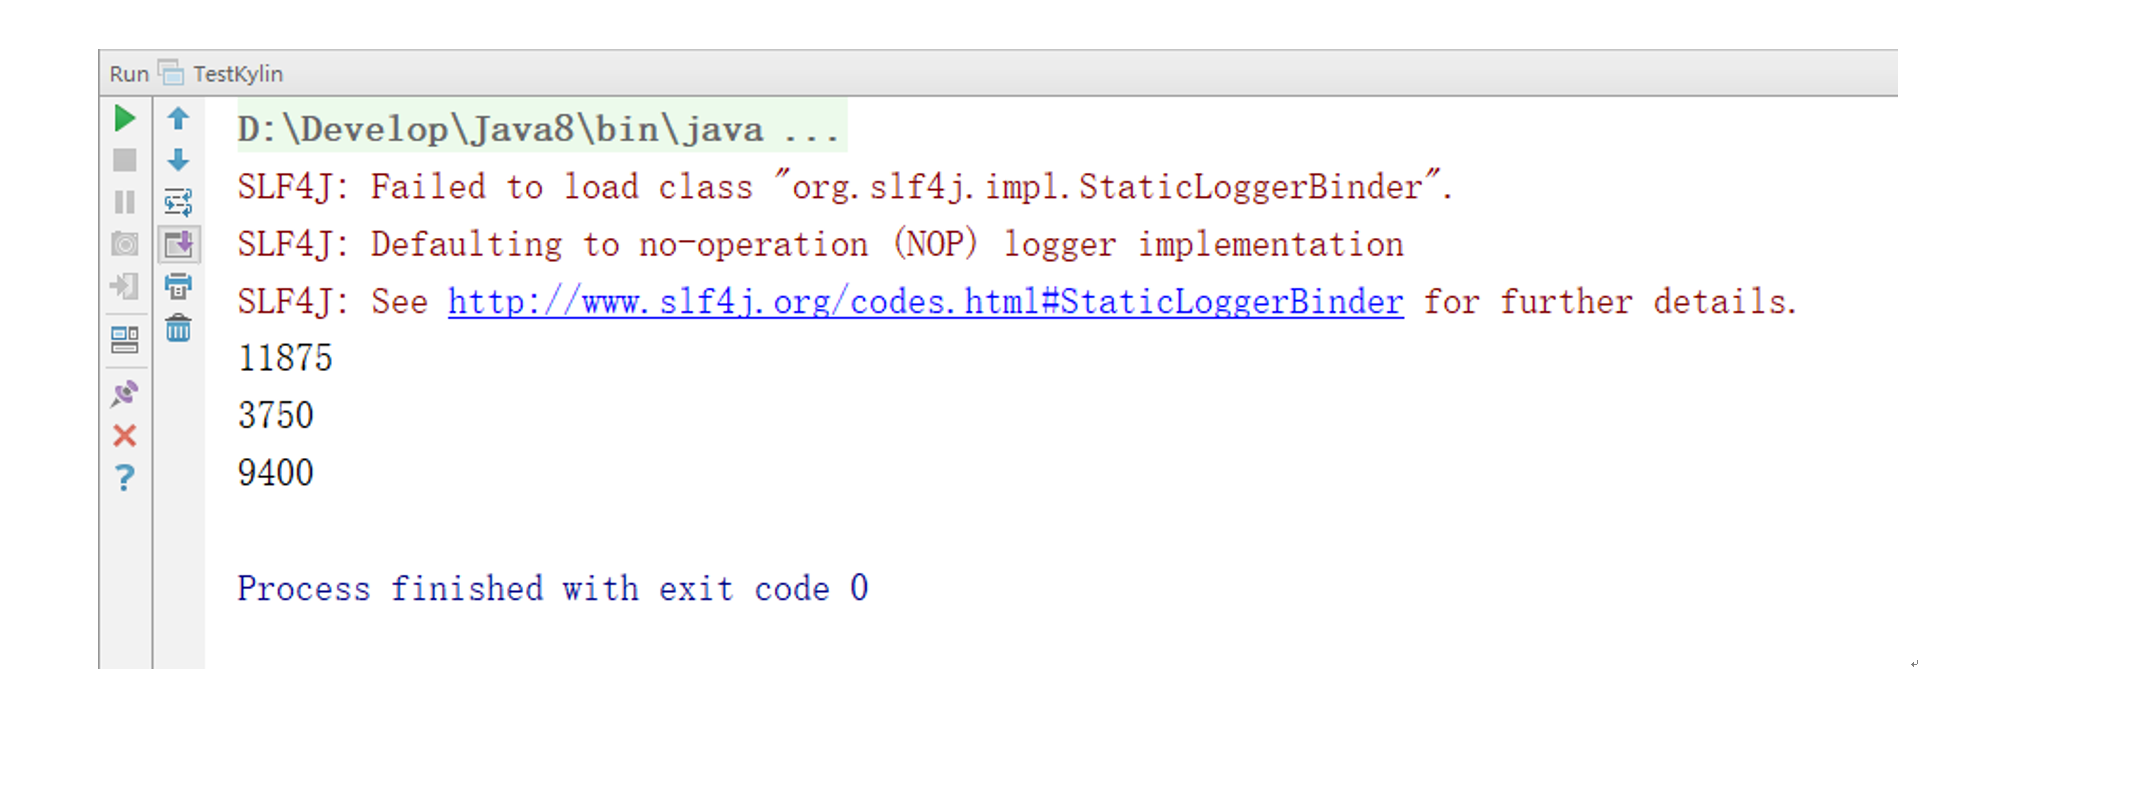 Run TestKylin
D:\Develop\Java8\bin\java ...
SLF4J: Failed to load class "org.slf4j.impl.StaticLoggerBinder".
SLF4J: Defaulting to no-operation (NOP) logger implementation
SLF4J: See http://www.slf4j.org/codes.html#StaticLoggerBinder for further details.
11875
3750
9400
Process finished with exit code 0